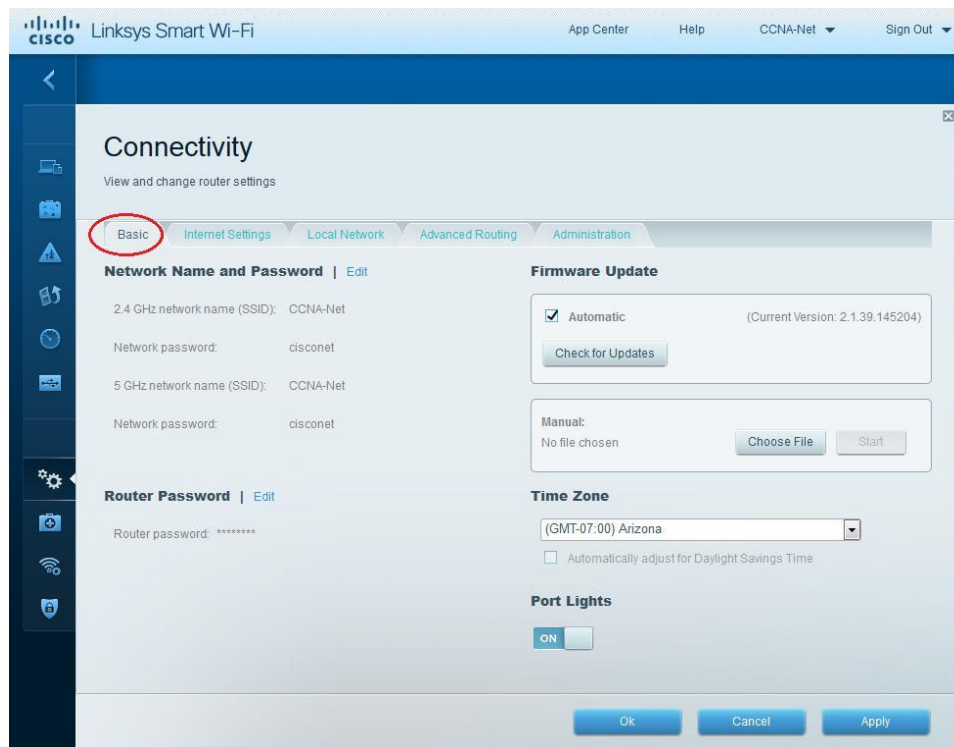 CISCO Linksys Smart Wi-Fi App Center Help CCNA-Net Sign Out
Connectivity
View and change router settings
Basic Internet Settings Local Network Advanced Routing Administration
Network Name and Password | Edit
2.4 GHz network name (SSID): CCNA-Net
Network password: cisconet
5 GHz network name (SSID): CCNA-Net
Network password: cisconet
Router Password | Edit
Router password: ********
Firmware Update
Automatic (Current Version: 2.1.39.145204)
Check for Updates
Manual:
No file chosen Choose File Start
Time Zone
(GMT-07:00) Arizona
Automatically adjust for Daylight Savings Time
Port Lights
ON
Ok Cancel Apply